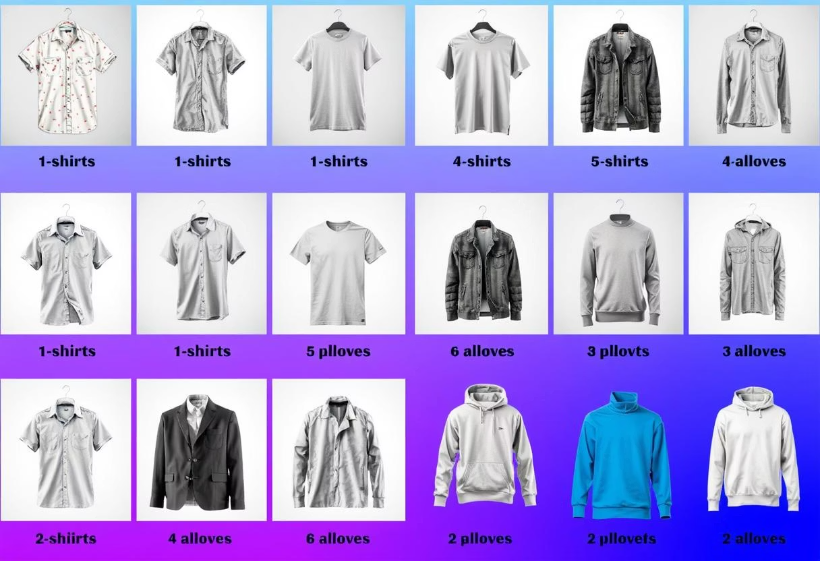 1-shirts 1-shirts 1-shirts 4-shirts 5-shirts 4-alloves
1-shirts 1-shirts 5 plloves 6 alloves 3 pllovts 3 alloves
2-shiirts 4 alloves 6 alloves 2 plloves 2 pllovets 2 alloves